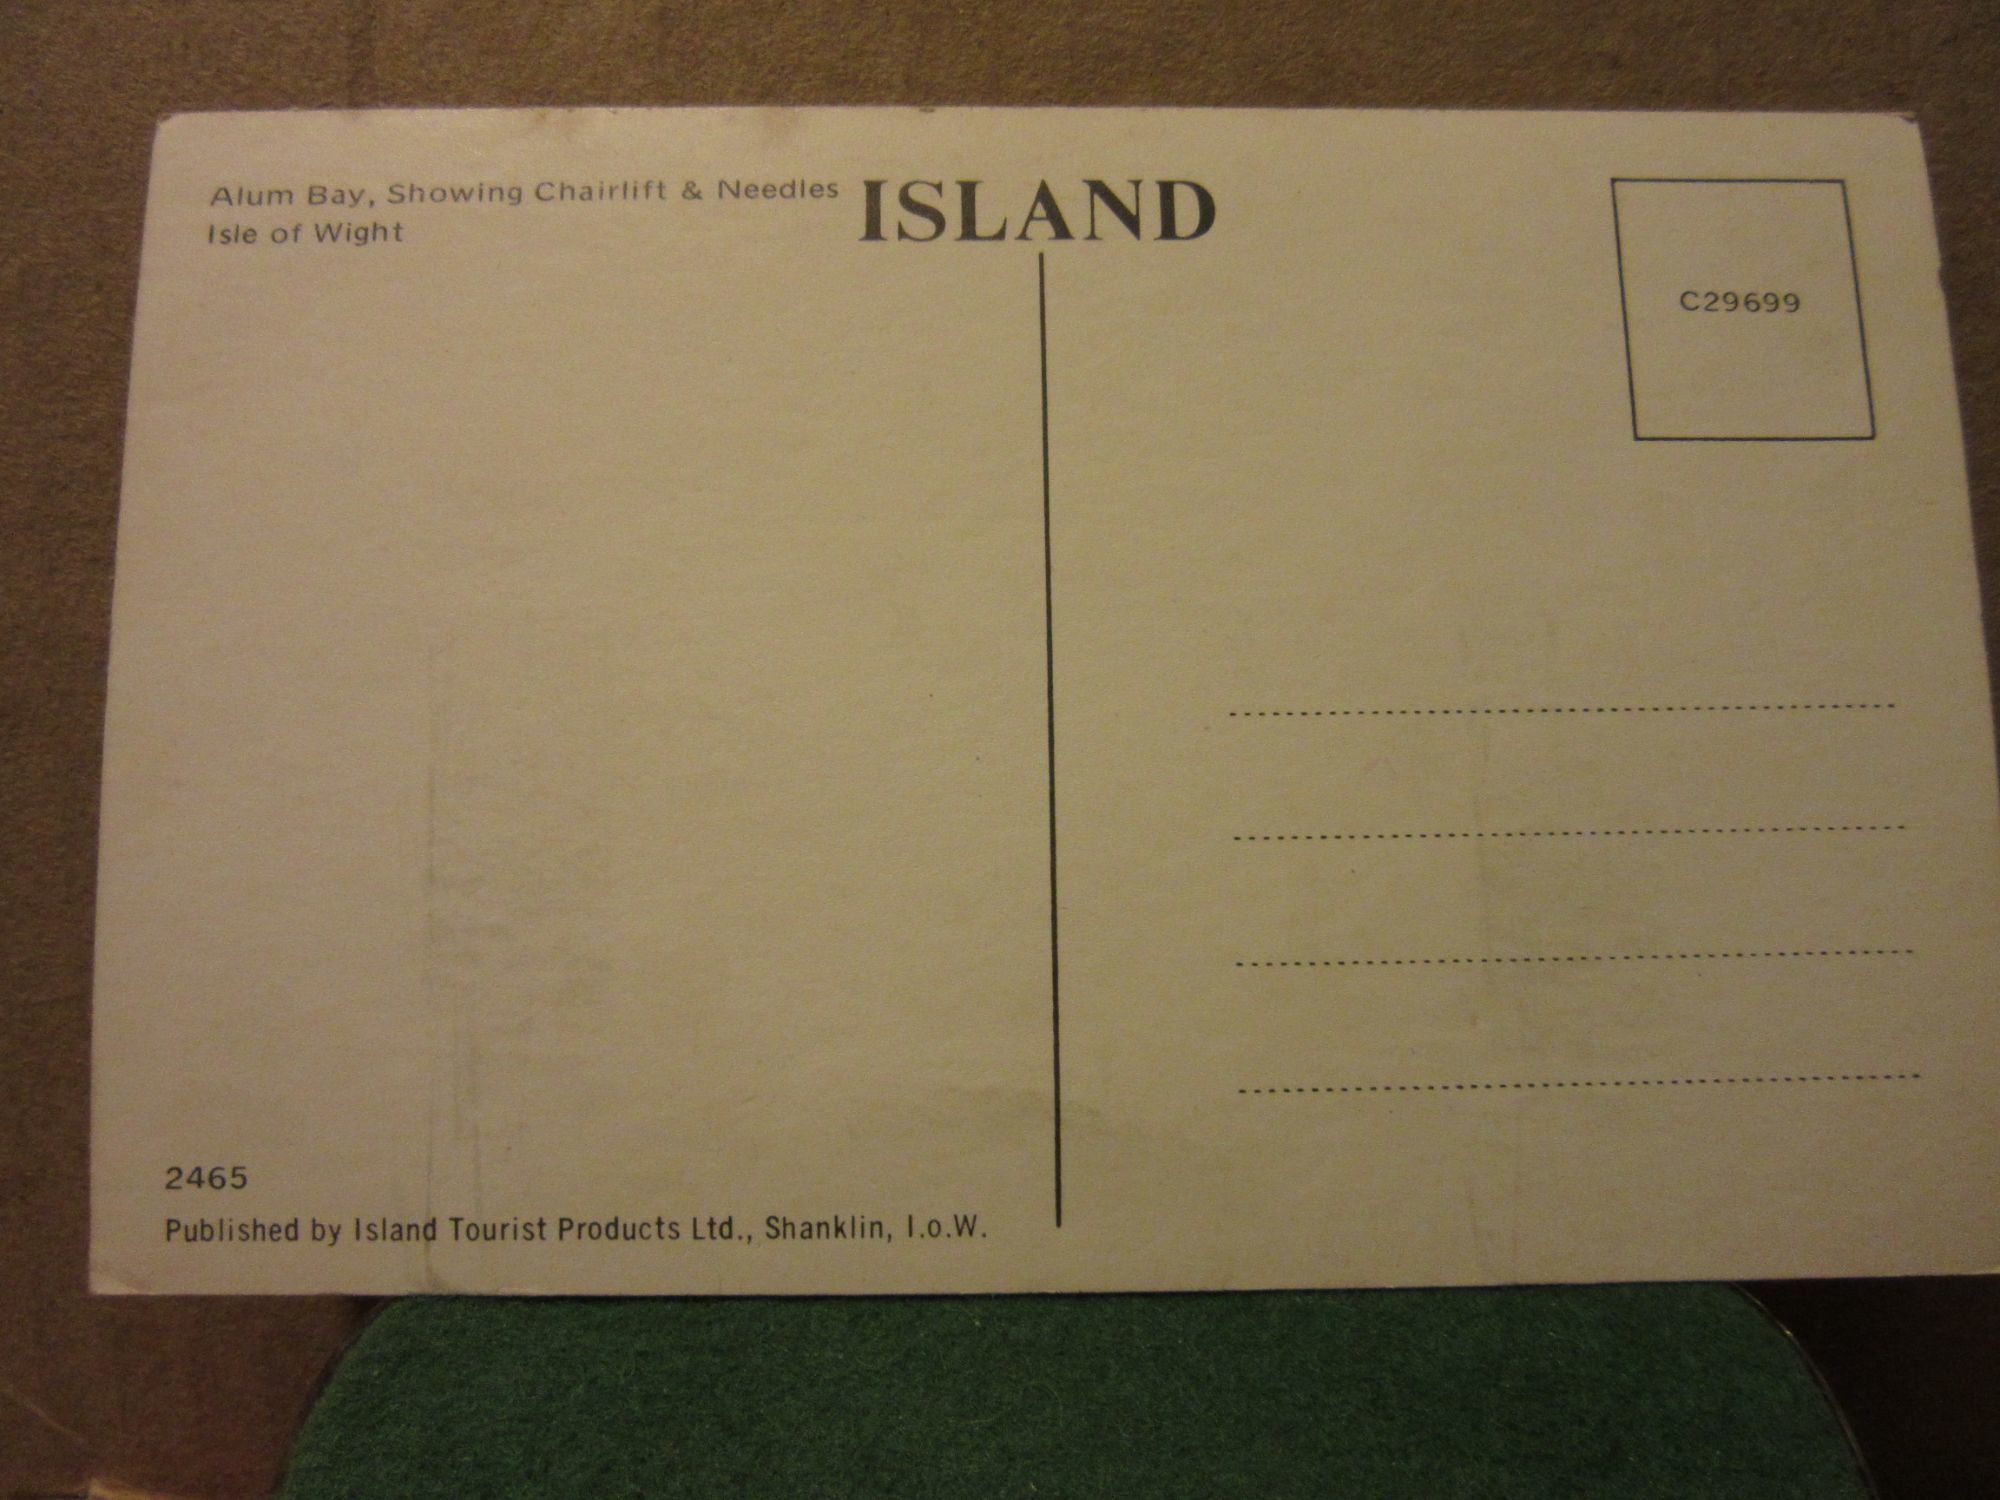 Alum Bay, Showing Chairlift & Needles
Isle of Wight
ISLAND
C29699
2465
Published by Island Tourist Products Ltd., Shanklin, I.o.W.